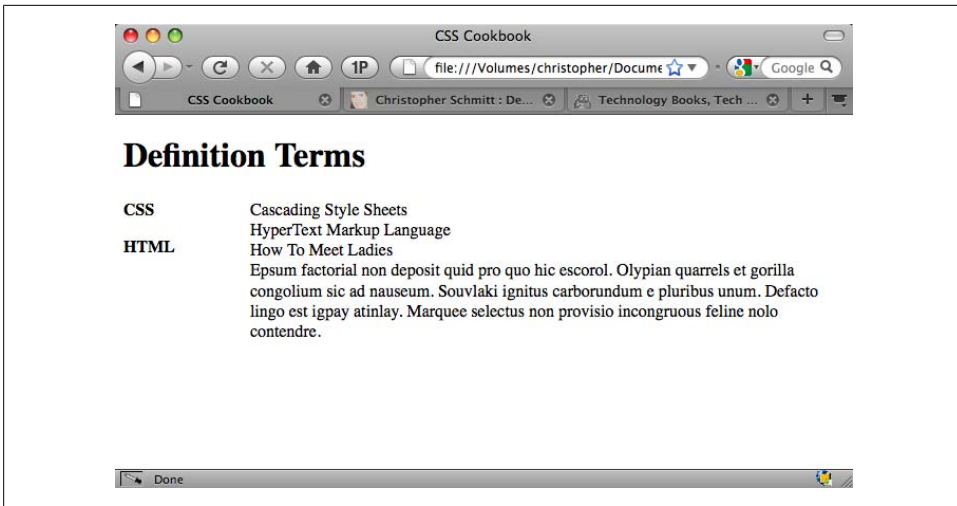 CSS Cookbook
1P file:///Volumes/christopher/Docume Google
CSS Cookbook Christopher Schmitt : De... Technology Books, Tech ...
Definition Terms
CSS Cascading Style Sheets
HyperText Markup Language
HTML How To Meet Ladies
Epsum factorial non deposit quid pro quo hic escorol. Olypian quarrels et gorilla
congolium sic ad nauseum. Souvlaki ignitus carborundum e pluribus unum. Defacto
lingo est igpay atinlay. Marquee selectus non provisio incongruous feline nolo
contendre.
Done